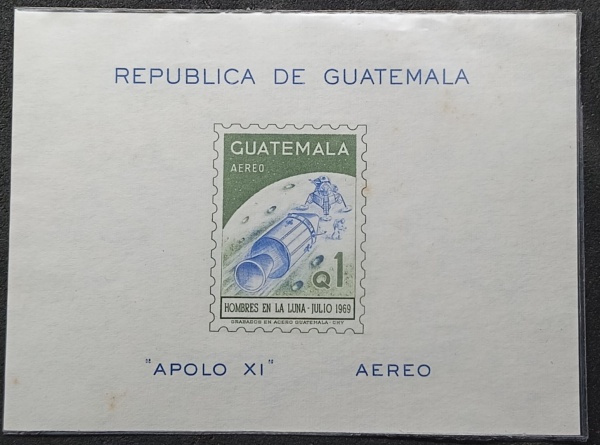 REPUBLICA DE GUATEMALA
GUATEMALA
AEREO
Q1
HOMBRES EN LA LUNA - JULIO 1969
GRABADOS EN ACERO GUATEMALA - CHY
"APOLO XI" AEREO